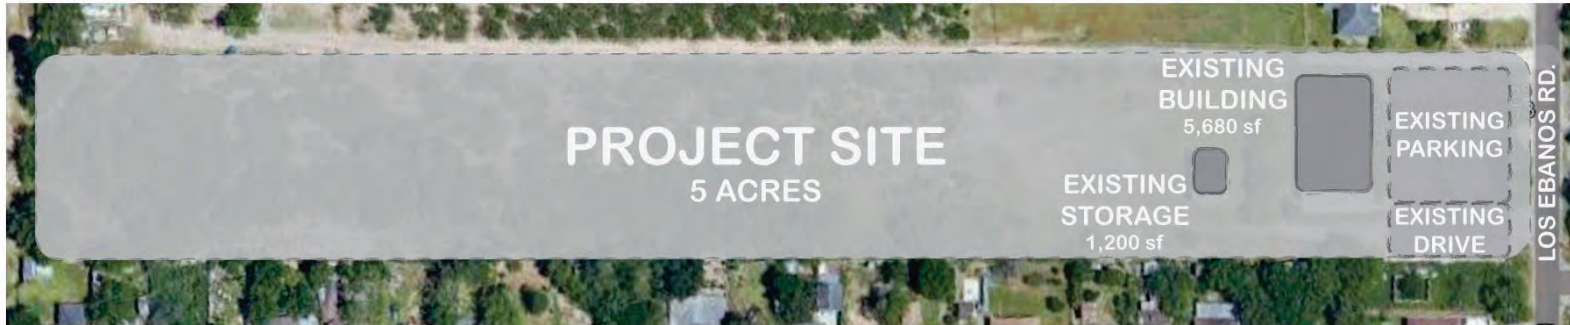 PROJECT SITE
5 ACRES
EXISTING
BUILDING
5,680 sf
EXISTING
STORAGE
1,200 sf
EXISTING
PARKING
EXISTING
DRIVE
LOS EBANOS RD.